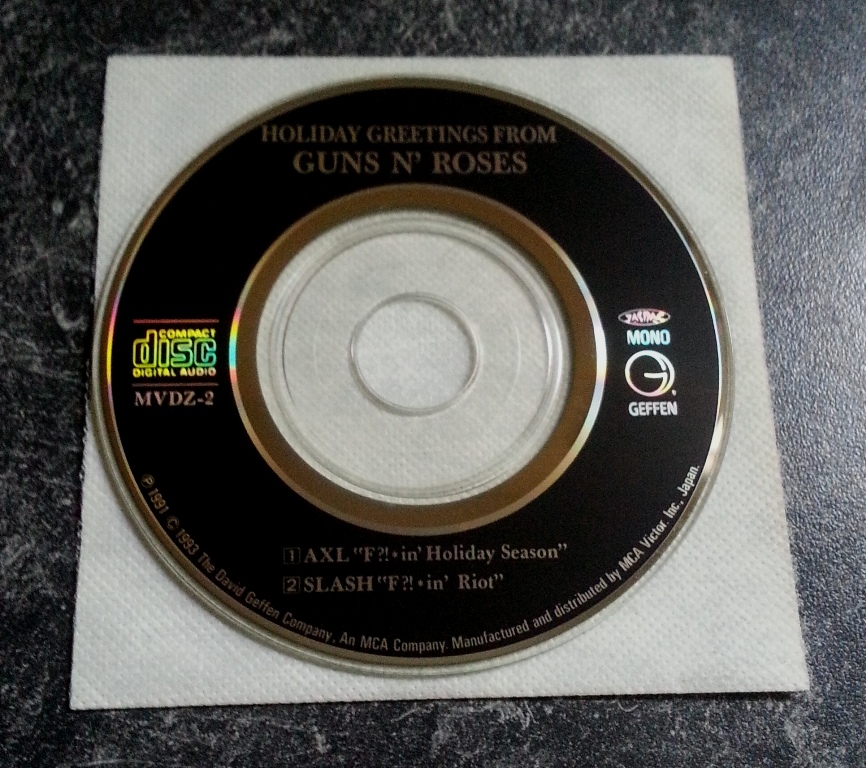 HOLIDAY GREETINGS FROM
GUNS N' ROSES
COMPACT
disc
DIGITAL AUDIO
MVDZ-2
JASRAC
MONO
G
GEFFEN
1 AXL "F?!•in' Holiday Season"
2 SLASH "F?!•in' Riot"
℗ 1991 © 1993 The David Geffen Company, An MCA Company. Manufactured and distributed by MCA Victor. Inc., Japan.